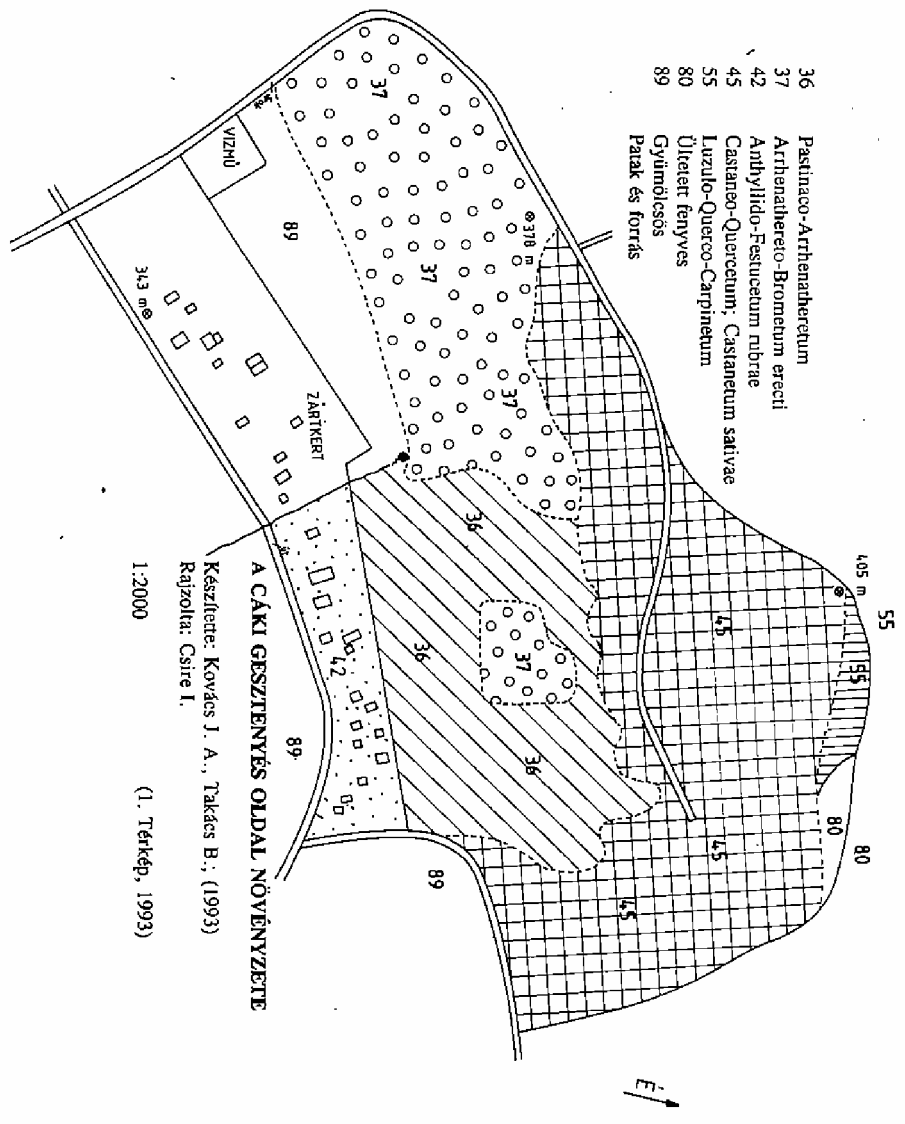 36 Pastinaco-Arrhenatheretum
37 Arrhenathereto-Brometum erecti
42 Anthyllido-Festucetum rubrae
45 Castaneo-Quercetum; Castanetum sativae
55 Luzulo-Querco-Carpinetum
80 Ültetett fenyves
89 Gyümölcsös
Patak és forrás
405 m
55
55
80
80
45
45
45
378 m
37
37
37
37
36
36
36
89
89
89
42
VIZMŰ
ZÁRTKERT
343 m
É
A CÁKI GESZTENYÉS OLDAL NÖVÉNYZETE
Készítette: Kovács J. A., Takács B.; (1993)
Rajzolta: Csire I.
1:2000 (1. Térkép, 1993)